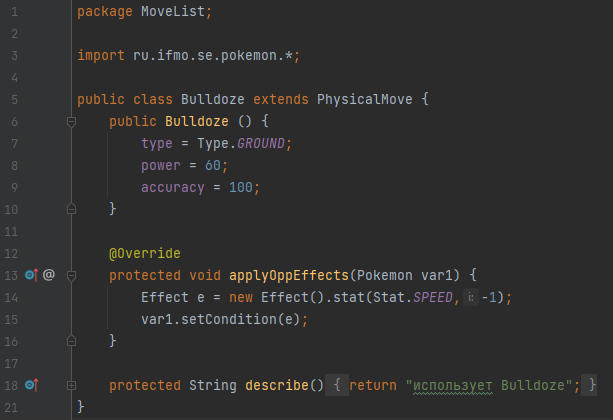 1 package MoveList;
2
3 import ru.ifmo.se.pokemon.*;
4
5 public class Bulldoze extends PhysicalMove {
6 public Bulldoze () {
7 type = Type.GROUND;
8 power = 60;
9 accuracy = 100;
10 }
11
12 @Override
13 @ protected void applyOppEffects(Pokemon var1) {
14 Effect e = new Effect().stat(Stat.SPEED, i: -1);
15 var1.setCondition(e);
16 }
17
18 protected String describe() { return "использует Bulldoze"; }
21 }